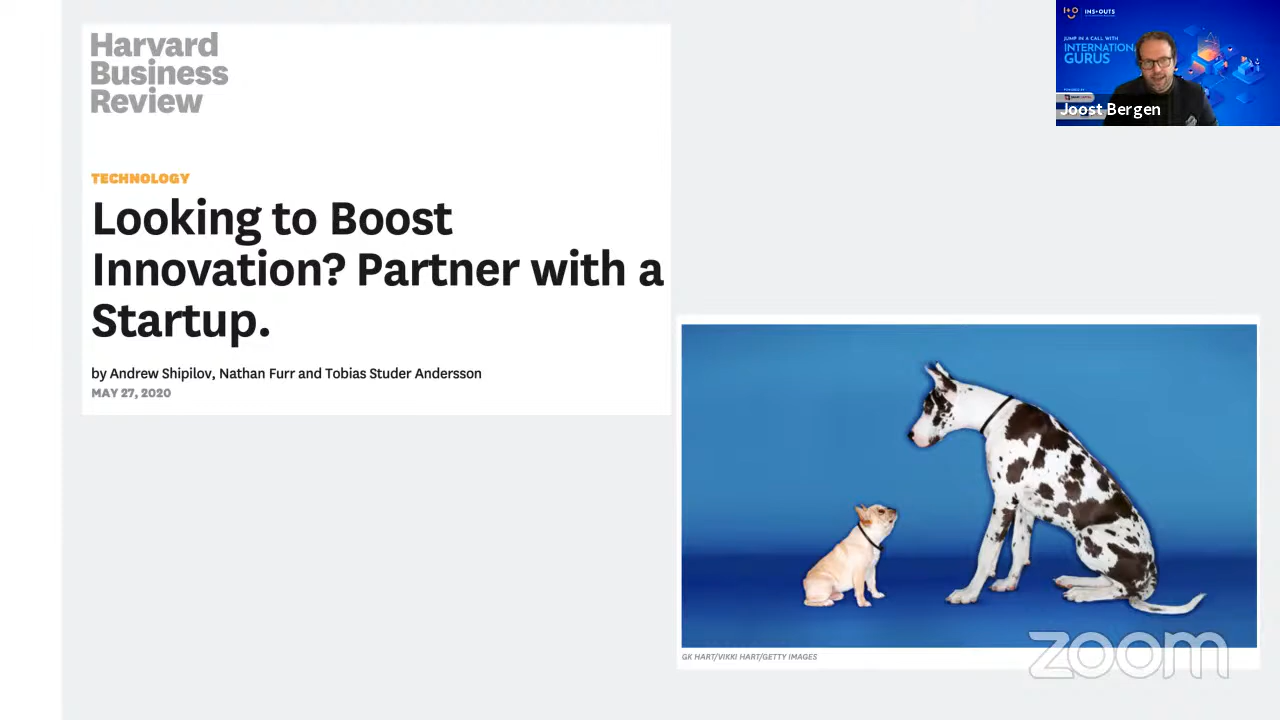 Harvard
Business
Review
TECHNOLOGY
Looking to Boost
Innovation? Partner with a
Startup.
by Andrew Shipilov, Nathan Furr and Tobias Studer Andersson
MAY 27, 2020
INS+OUTS
JUMP IN A CALL WITH
INTERNATIONA
GURUS
Joost Bergen
GK HART/VIKKI HART/GETTY IMAGES
zoom